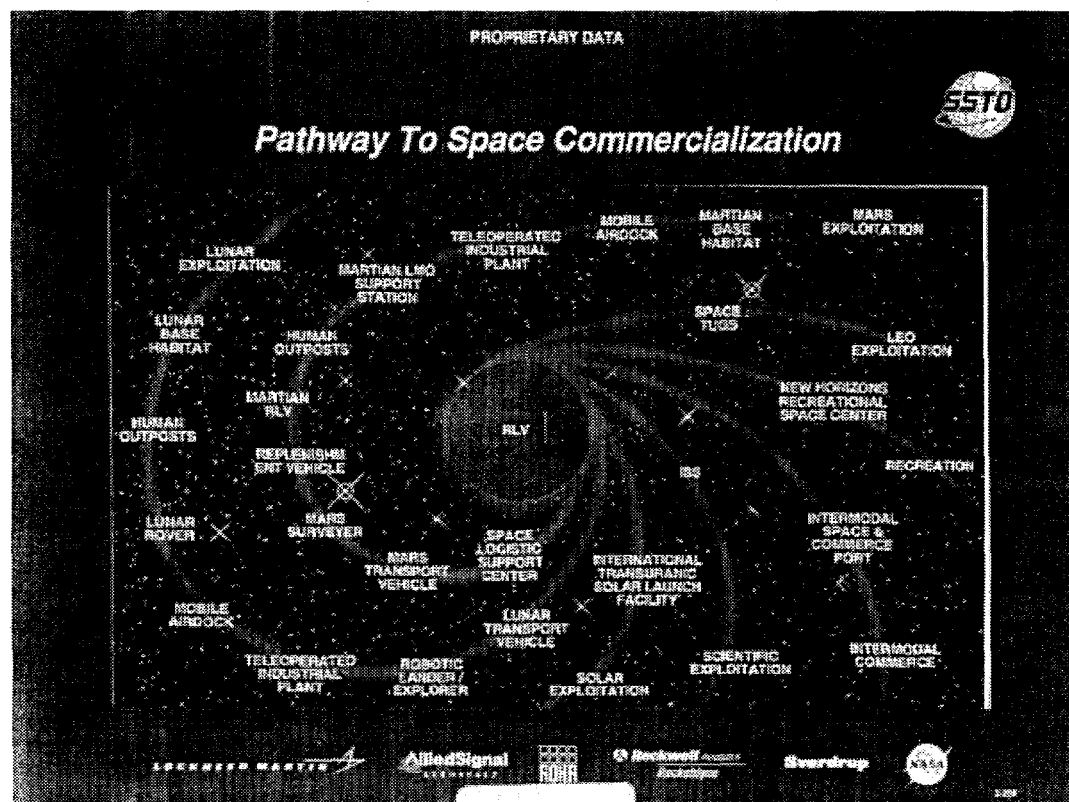 PROPRIETARY DATA
SSTO
Pathway To Space Commercialization
LUNAR
EXPLOITATION
MARTIAN LMO
SUPPORT
STATION
TELEOPERATED
INDUSTRIAL
PLANT
MOBILE
AIRDOCK
MARTIAN
BASE
HABITAT
MARS
EXPLOITATION
SPACE
TUGS
LEO
EXPLOITATION
LUNAR
BASE
HABITAT
HUMAN
OUTPOSTS
MARTIAN
RLV
NEW HORIZONS
RECREATIONAL
SPACE CENTER
HUMAN
OUTPOSTS
REPLENISHM
ENT VEHICLE
RLV
ISS
RECREATION
LUNAR
ROVER
MARS
SURVEYER
MARS
TRANSPORT
VEHICLE
SPACE
LOGISTIC
SUPPORT
CENTER
INTERNATIONAL
TRANSURANIC
SOLAR LAUNCH
FACILITY
INTERMODAL
SPACE &
COMMERCE
PORT
MOBILE
AIRDOCK
LUNAR
TRANSPORT
VEHICLE
TELEOPERATED
INDUSTRIAL
PLANT
ROBOTIC
LANDER /
EXPLORER
SOLAR
EXPLOITATION
SCIENTIFIC
EXPLOITATION
INTERMODAL
COMMERCE
LOCKHEED MARTIN
AlliedSignal
AEROSPACE
ROHR
Rockwell
Rocketdyne
Sverdrup
NASA